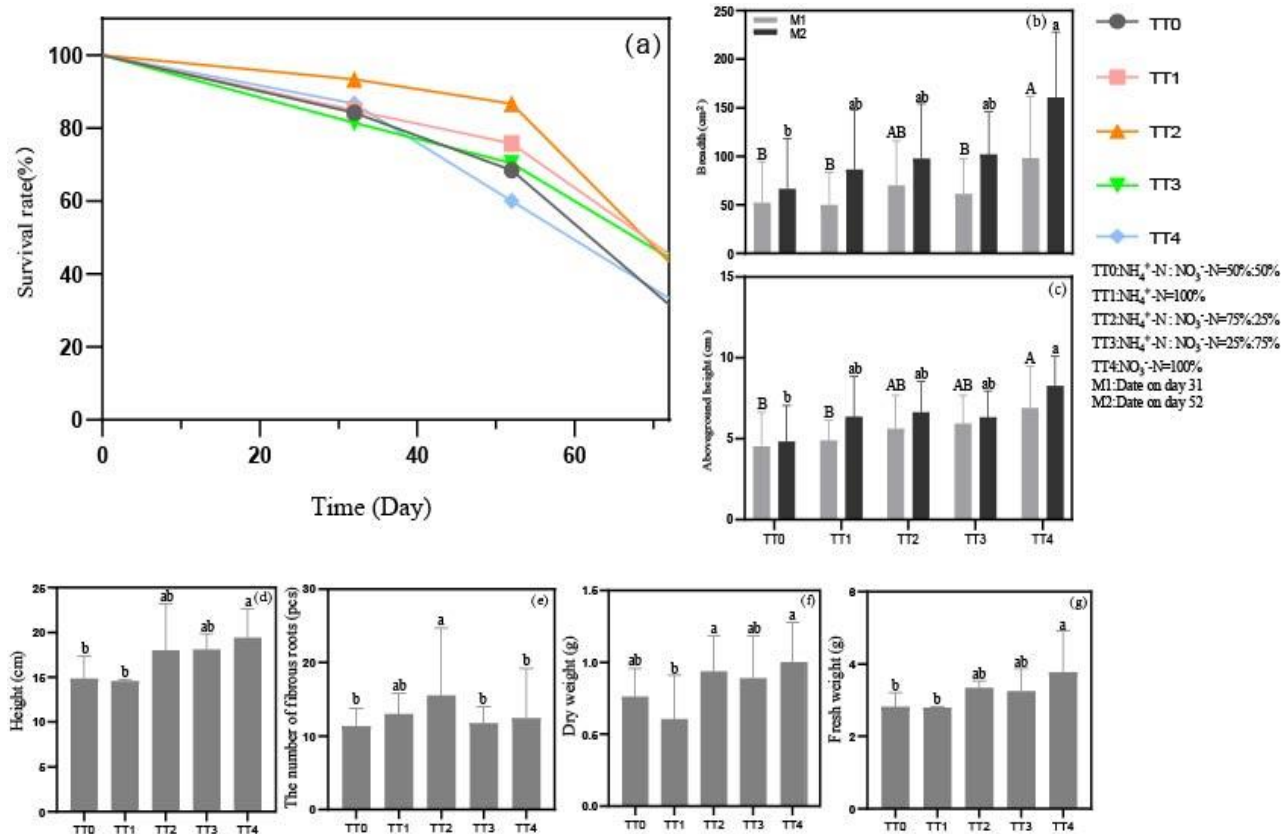 (a)
Survival rate(%)
100
80
60
40
20
0
0
20
40
60
Time (Day)
(b)
M1
M2
Breadth (cm²)
250
200
150
100
50
0
B
b
B
ab
AB
ab
B
ab
A
a
(c)
Aboveground height (cm)
15
10
5
0
B
b
B
ab
AB
ab
AB
ab
A
a
TT0
TT1
TT2
TT3
TT4
TT0
TT1
TT2
TT3
TT4
TT0:NH₄⁺-N : NO₃⁻-N=50%:50%
TT1:NH₄⁺-N=100%
TT2:NH₄⁺-N : NO₃⁻-N=75%:25%
TT3:NH₄⁺-N : NO₃⁻-N=25%:75%
TT4:NO₃⁻-N=100%
M1:Date on day 31
M2:Date on day 52
(d)
Height (cm)
25
20
16
12
8
5
0
b
b
ab
ab
a
TT0
TT1
TT2
TT3
TT4
(e)
The number of fibrous roots (pcs)
30
20
10
0
b
ab
a
b
b
TT0
TT1
TT2
TT3
TT4
(f)
Dry weight (g)
1.5
1.0
0.5
0.0
ab
b
a
ab
a
TT0
TT1
TT2
TT3
TT4
(g)
Fresh weight (g)
8
6
4
2
0
b
b
ab
ab
a
TT0
TT1
TT2
TT3
TT4